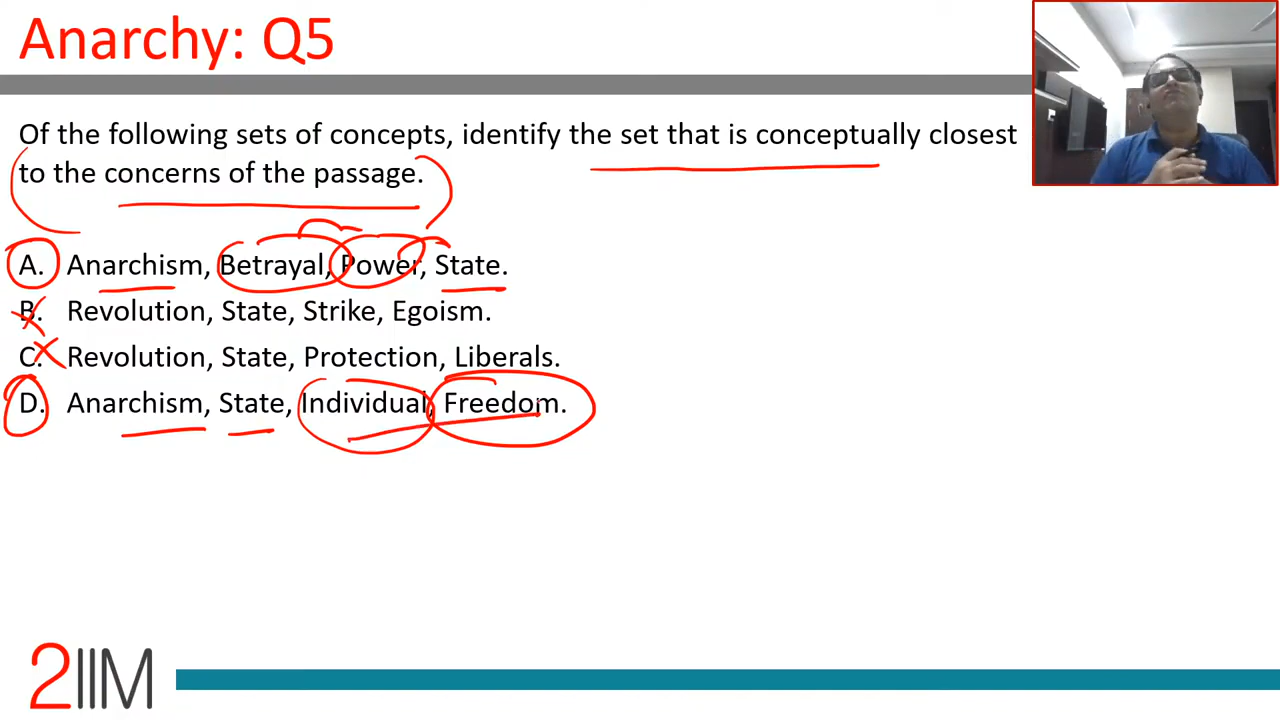 Anarchy: Q5
Of the following sets of concepts, identify the set that is conceptually closest
to the concerns of the passage.
A. Anarchism, Betrayal, Power, State.
B. Revolution, State, Strike, Egoism.
C. Revolution, State, Protection, Liberals.
D. Anarchism, State, Individual, Freedom.
2IIM